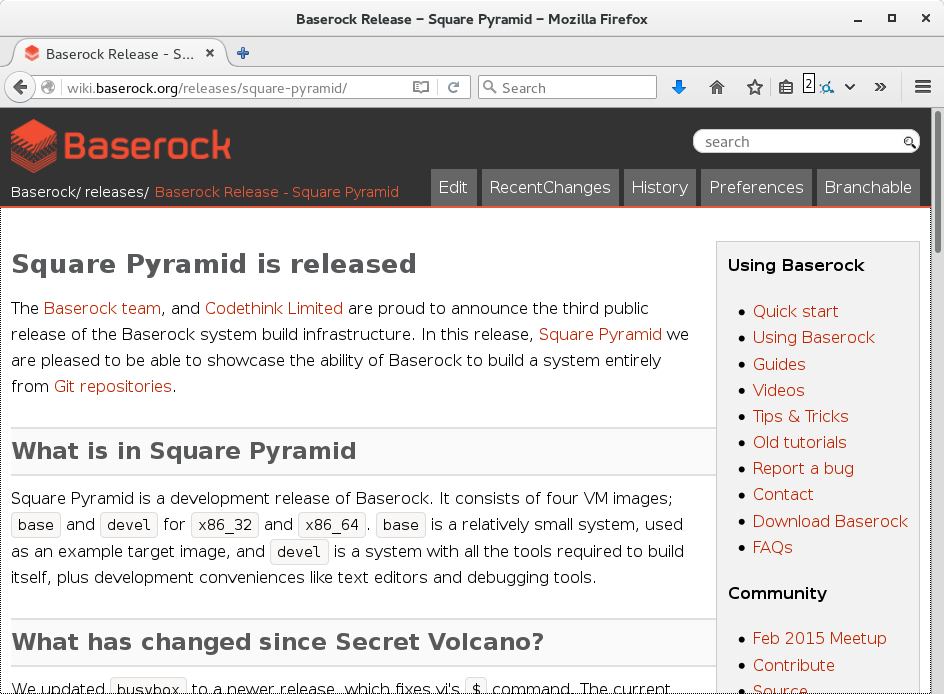 Baserock Release – Square Pyramid – Mozilla Firefox
Baserock Release - S...
wiki.baserock.org/releases/square-pyramid/
Search
2
Baserock
search
Baserock/ releases/ Baserock Release - Square Pyramid
Edit
RecentChanges
History
Preferences
Branchable
Square Pyramid is released
The Baserock team, and Codethink Limited are proud to announce the third public
release of the Baserock system build infrastructure. In this release, Square Pyramid we
are pleased to be able to showcase the ability of Baserock to build a system entirely
from Git repositories.
What is in Square Pyramid
Square Pyramid is a development release of Baserock. It consists of four VM images;
base and devel for x86_32 and x86_64. base is a relatively small system, used
as an example target image, and devel is a system with all the tools required to build
itself, plus development conveniences like text editors and debugging tools.
What has changed since Secret Volcano?
We updated busybox to a newer release, which fixes vi's $ command. The current
Using Baserock
Quick start
Using Baserock
Guides
Videos
Tips & Tricks
Old tutorials
Report a bug
Contact
Download Baserock
FAQs
Community
Feb 2015 Meetup
Contribute
Source